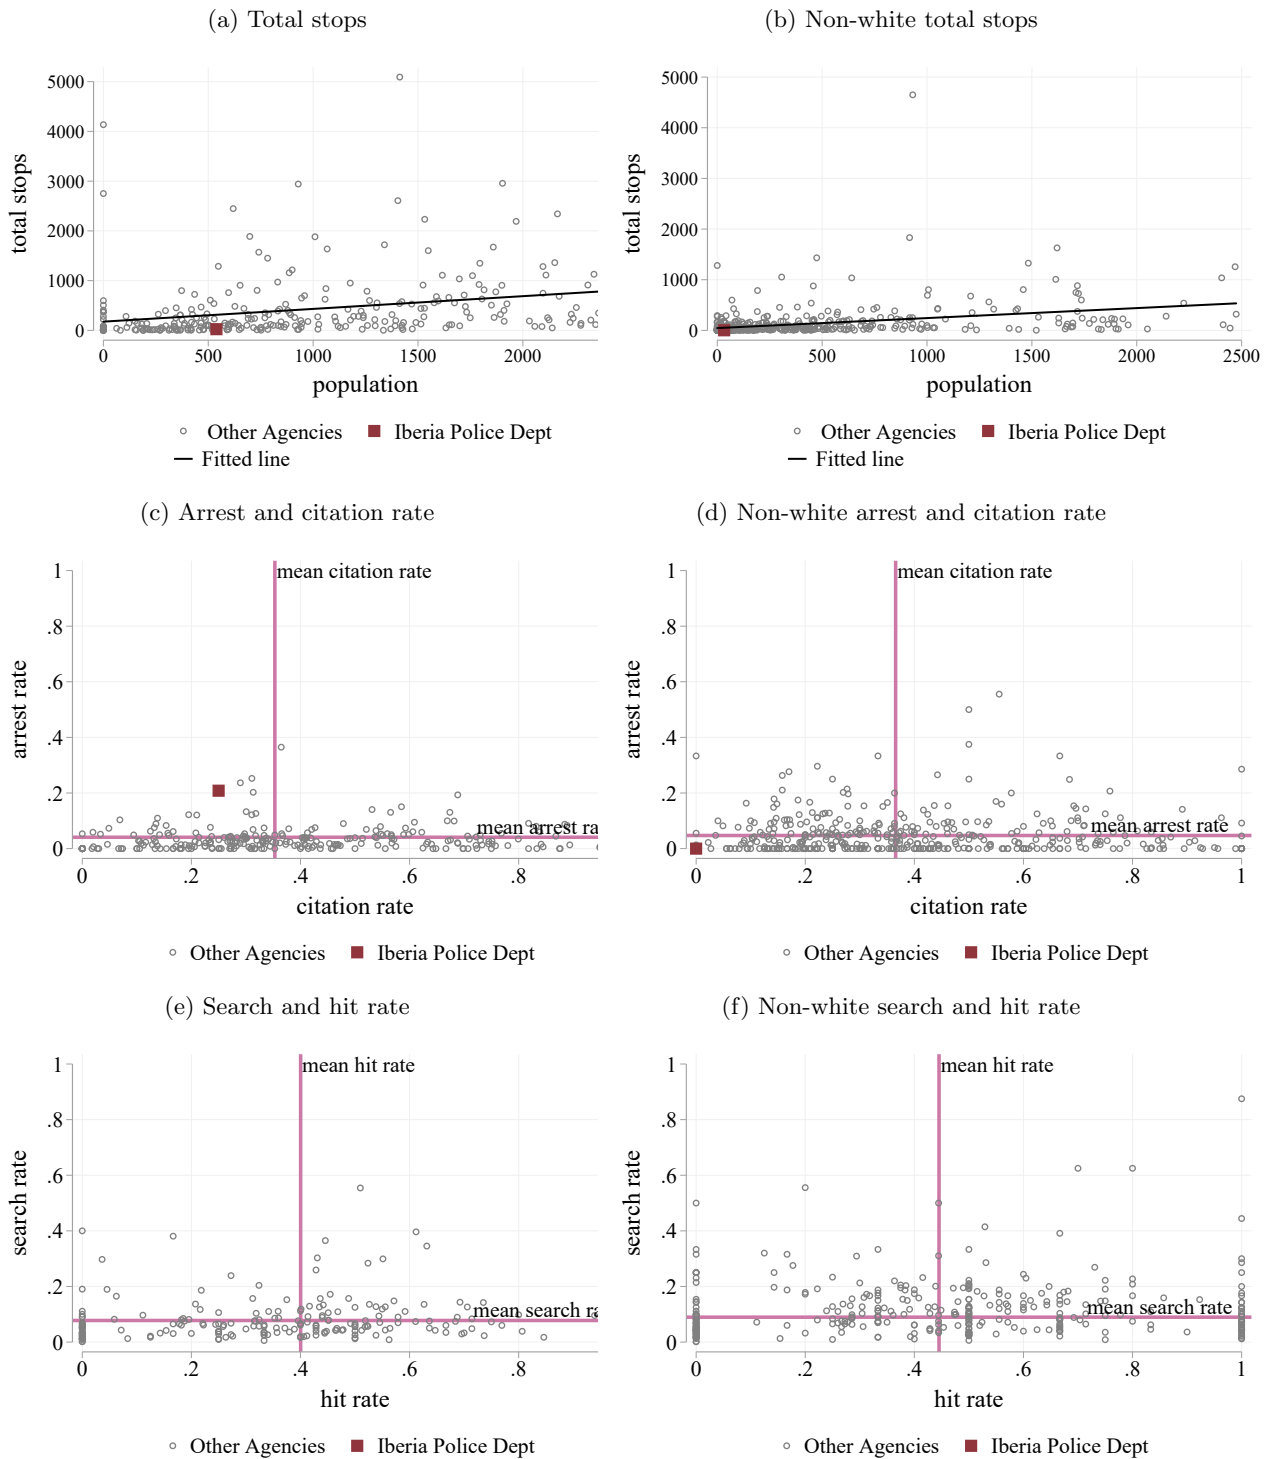 (a) Total stops
(b) Non-white total stops
total stops
5000
4000
3000
2000
1000
0
0 500 1000 1500 2000
population
Other Agencies Iberia Police Dept
Fitted line
total stops
5000
4000
3000
2000
1000
0
0 500 1000 1500 2000 2500
population
Other Agencies Iberia Police Dept
Fitted line
(c) Arrest and citation rate
(d) Non-white arrest and citation rate
arrest rate
1
.8
.6
.4
.2
0
mean citation rate
mean arrest ra
0 .2 .4 .6 .8
citation rate
Other Agencies Iberia Police Dept
arrest rate
1
.8
.6
.4
.2
0
mean citation rate
mean arrest rate
0 .2 .4 .6 .8 1
citation rate
Other Agencies Iberia Police Dept
(e) Search and hit rate
(f) Non-white search and hit rate
search rate
1
.8
.6
.4
.2
0
mean hit rate
mean search ra
0 .2 .4 .6 .8
hit rate
Other Agencies Iberia Police Dept
search rate
1
.8
.6
.4
.2
0
mean hit rate
mean search rate
0 .2 .4 .6 .8 1
hit rate
Other Agencies Iberia Police Dept